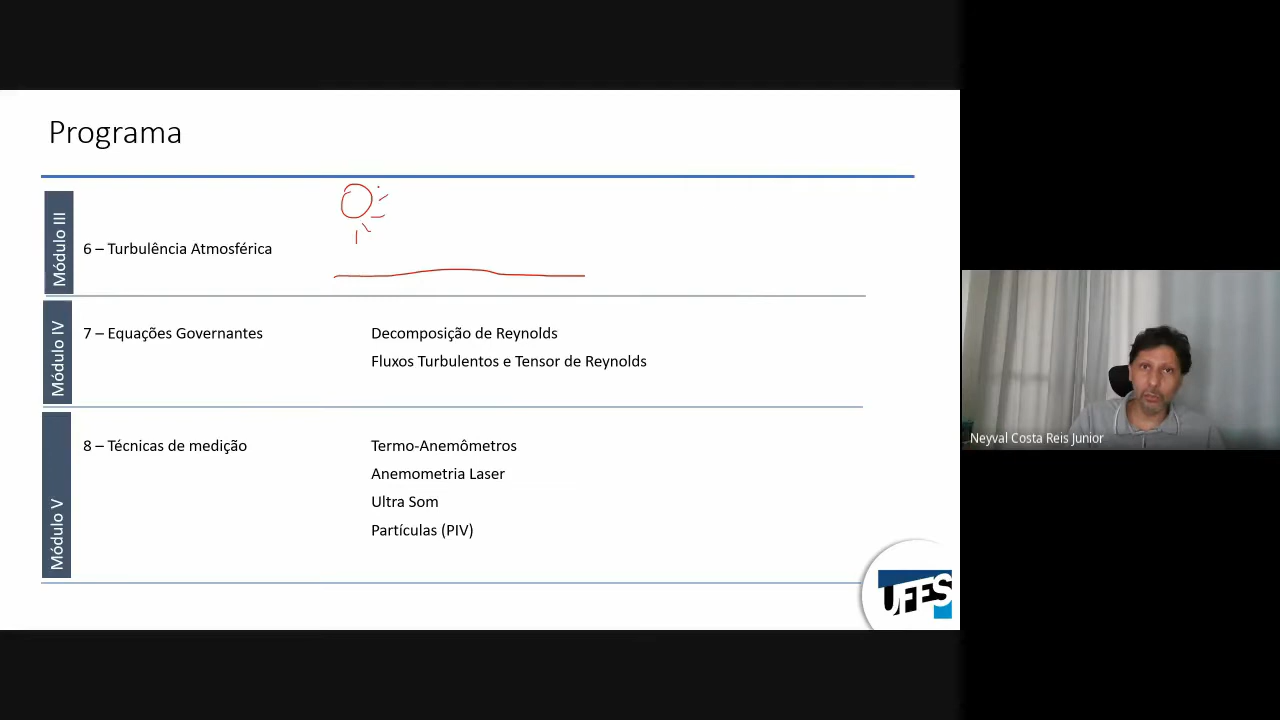 Programa
Módulo III
6 – Turbulência Atmosférica
Módulo IV
7 – Equações Governantes
Decomposição de Reynolds
Fluxos Turbulentos e Tensor de Reynolds
Módulo V
8 – Técnicas de medição
Termo-Anemômetros
Anemometria Laser
Ultra Som
Partículas (PIV)
UFES
Neyval Costa Reis Junior